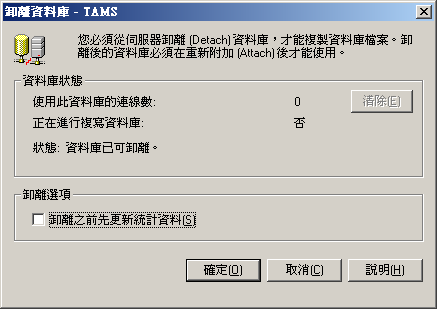 卸離資料庫 - TAMS
您必須從伺服器卸離 (Detach) 資料庫，才能複製資料庫檔案。卸
離後的資料庫必須在重新附加 (Attach) 後才能使用。
資料庫狀態
使用此資料庫的連線數: 0 清除(E)
正在進行複寫資料庫: 否
狀態: 資料庫已可卸離。
卸離選項
卸離之前先更新統計資料(S)
確定(O) 取消(C) 說明(H)